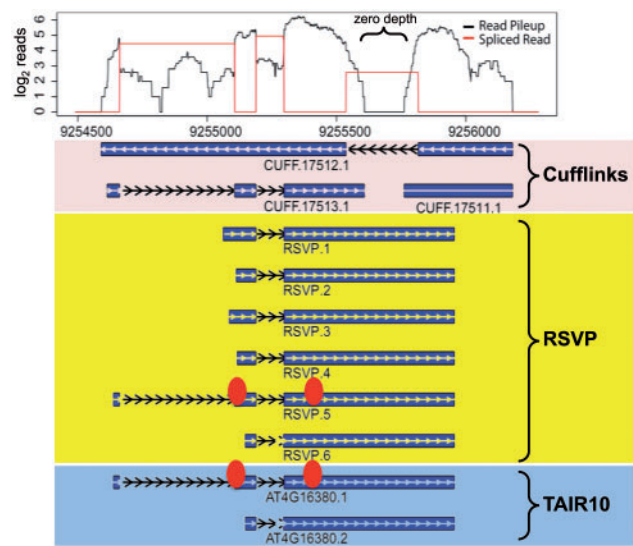 log2 reads
0 1 2 3 4 5 6
zero depth
Read Pileup
Spliced Read
9254500 9255000 9255500 9256000
CUFF.17512.1
CUFF.17513.1 CUFF.17511.1
Cufflinks
RSVP.1
RSVP.2
RSVP.3
RSVP.4
RSVP.5
RSVP.6
RSVP
AT4G16380.1
AT4G16380.2
TAIR10